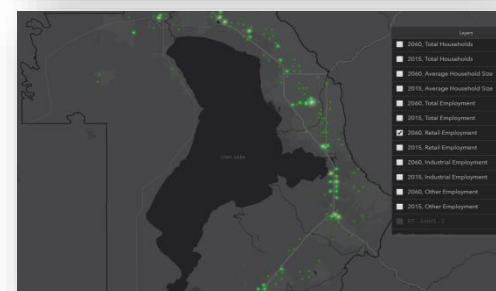 Utah Lake
Layers
2060, Total Households
2015, Total Households
2060, Average Household Size
2015, Average Household Size
2060, Total Employment
2015, Total Employment
2060, Retail Employment
2015, Retail Employment
2060, Industrial Employment
2015, Industrial Employment
2060, Other Employment
2015, Other Employment